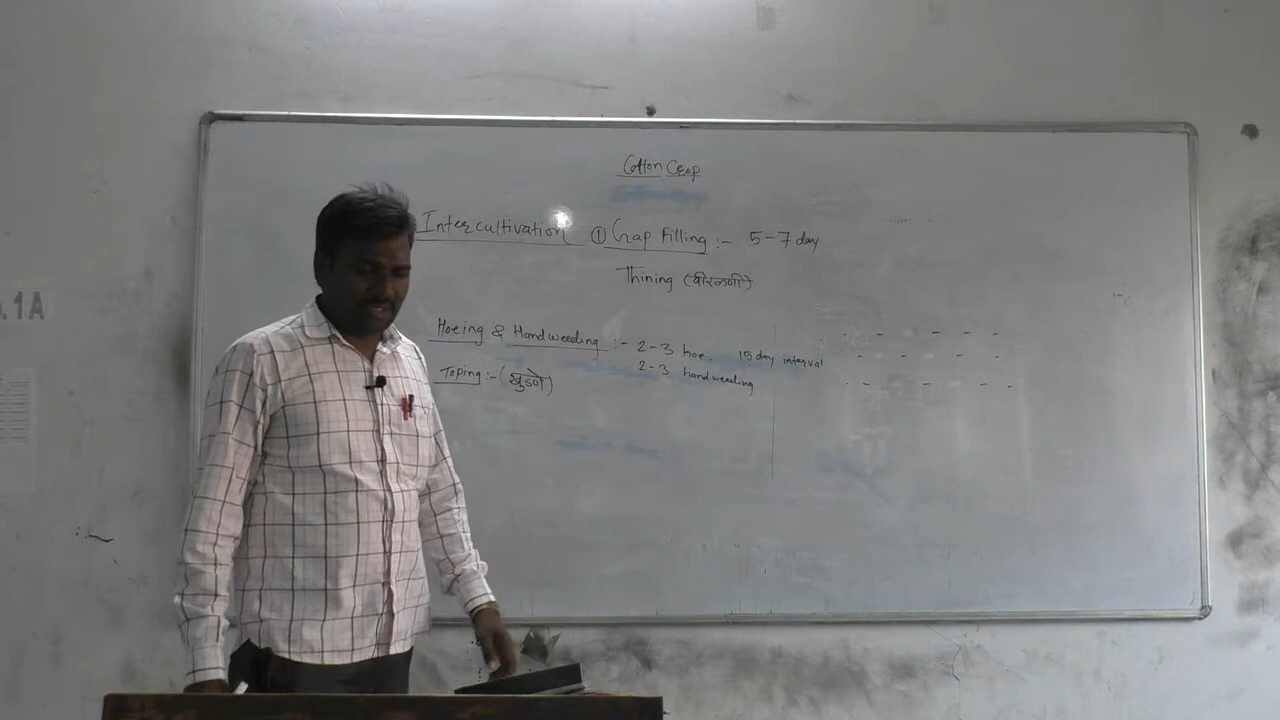 Cotton Crop
Intercultivation ① Gap Filling :- 5-7 day
Thining (वीरळणी)
Hoeing & Handweeding :- 2-3 hoe. 15 day interval
2-3 handweeding
Toping :- (खुडणे)
.1A